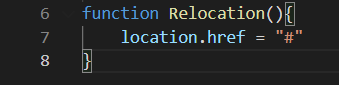 6 function Relocation(){
7     location.href = "#"
8 }